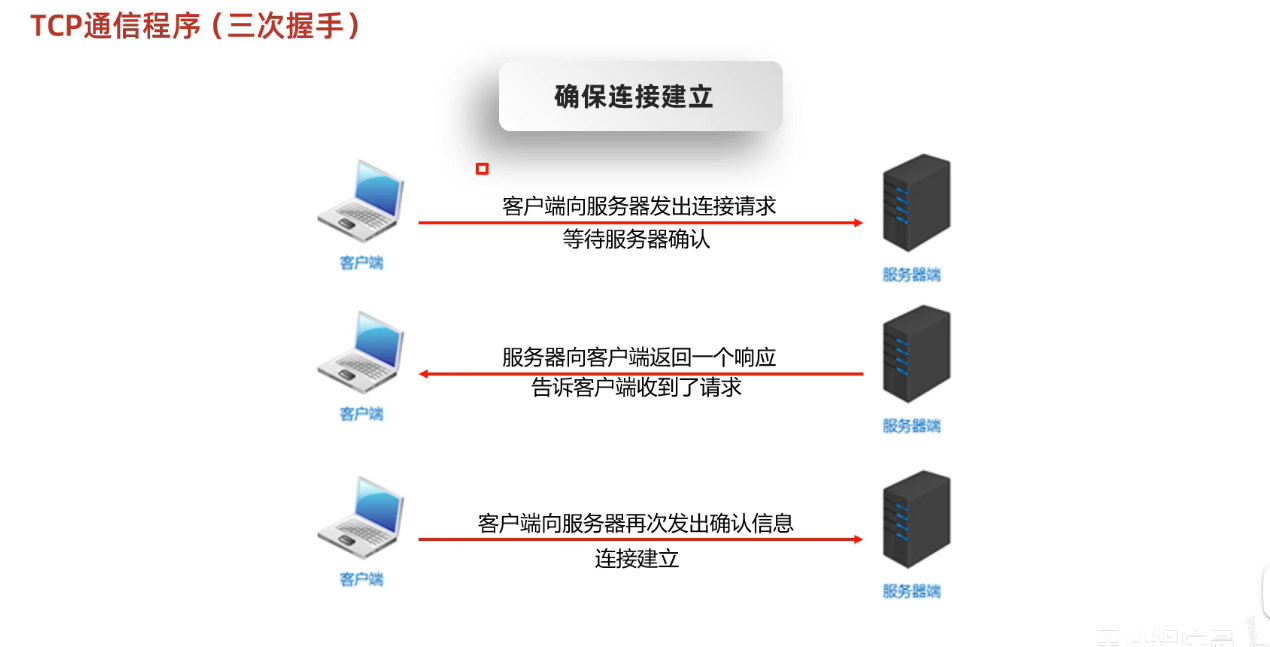 TCP通信程序（三次握手）
确保连接建立
客户端向服务器发出连接请求
等待服务器确认
客户端
服务器端
服务器向客户端返回一个响应
告诉客户端收到了请求
客户端
服务器端
客户端向服务器再次发出确认信息
连接建立
客户端
服务器端